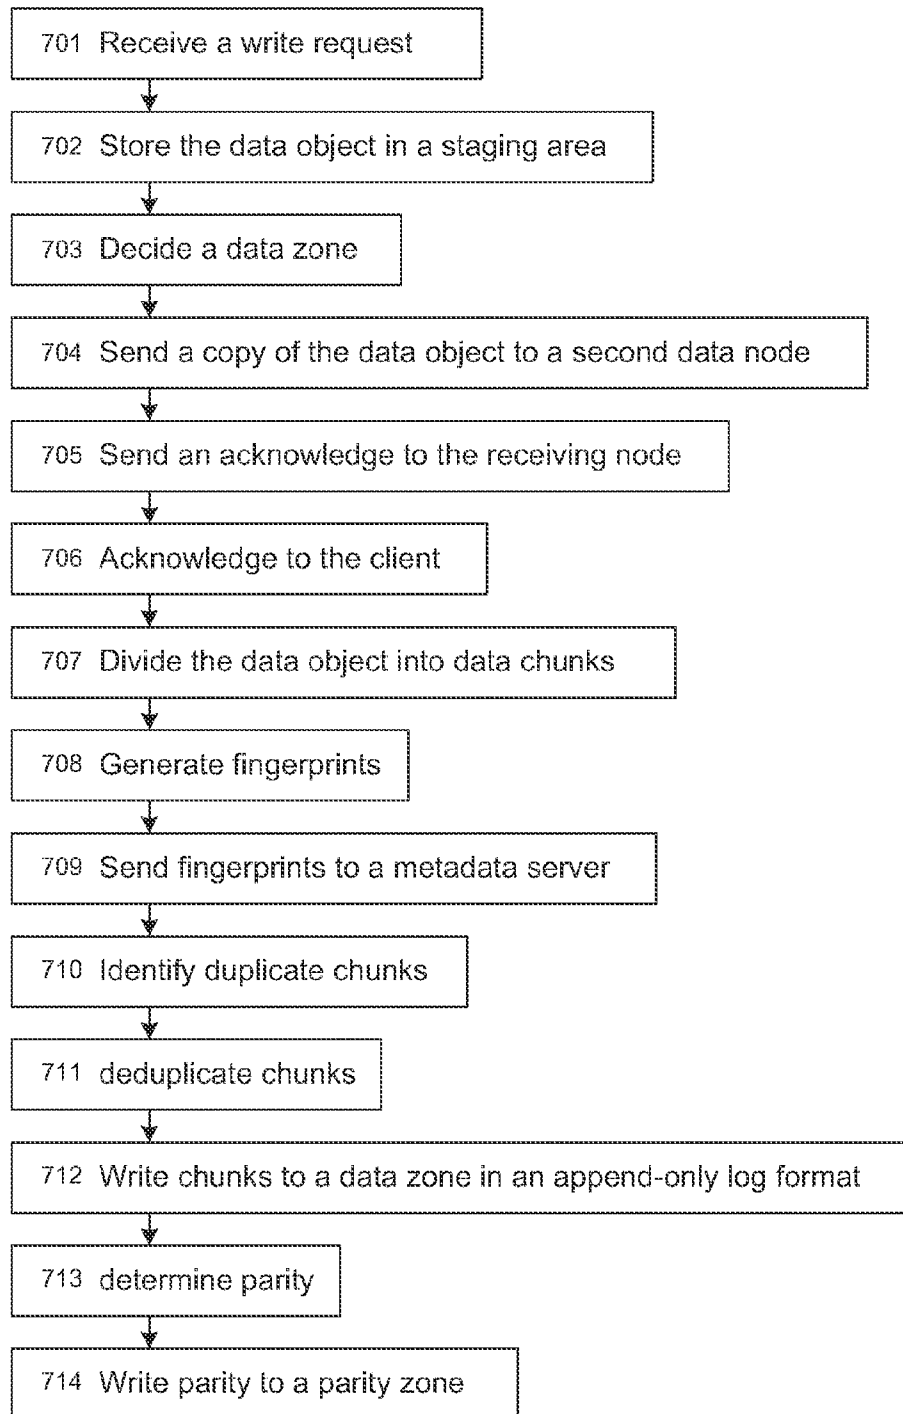 701 Receive a write request
702 Store the data object in a staging area
703 Decide a data zone
704 Send a copy of the data object to a second data node
705 Send an acknowledge to the receiving node
706 Acknowledge to the client
707 Divide the data object into data chunks
708 Generate fingerprints
709 Send fingerprints to a metadata server
710 Identify duplicate chunks
711 deduplicate chunks
712 Write chunks to a data zone in an append-only log format
713 determine parity
714 Write parity to a parity zone